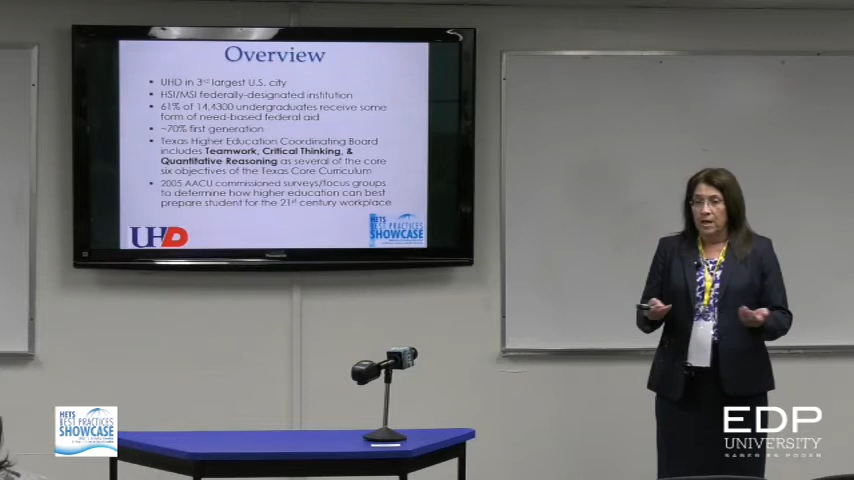 Overview
▪ UHD in 3rd largest U.S. city
▪ HSI/MSI federally-designated institution
▪ 61% of 14,4300 undergraduates receive some
form of need-based federal aid
▪ ~70% first generation
▪ Texas Higher Education Coordinating Board
includes Teamwork, Critical Thinking, &
Quantitative Reasoning as several of the core
six objectives of the Texas Core Curriculum
▪ 2005 AACU commissioned surveys/focus groups
to determine how higher education can best
prepare student for the 21st century workplace
UHD
HETS
BEST PRACTICES
SHOWCASE
Panasonic
HETS
BEST PRACTICES
SHOWCASE
EDP
UNIVERSITY
SABER ES PODER